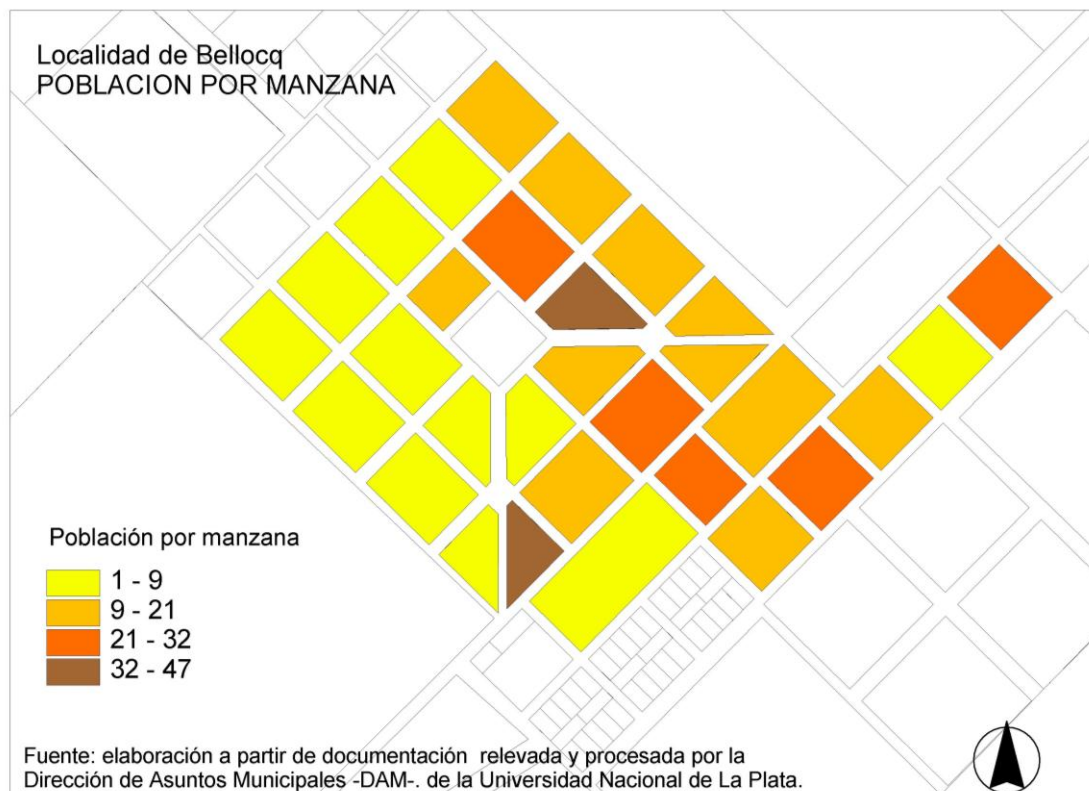 Localidad de Bellocq
POBLACION POR MANZANA
Población por manzana
1 - 9
9 - 21
21 - 32
32 - 47
Fuente: elaboración a partir de documentación relevada y procesada por la
Dirección de Asuntos Municipales -DAM-. de la Universidad Nacional de La Plata.